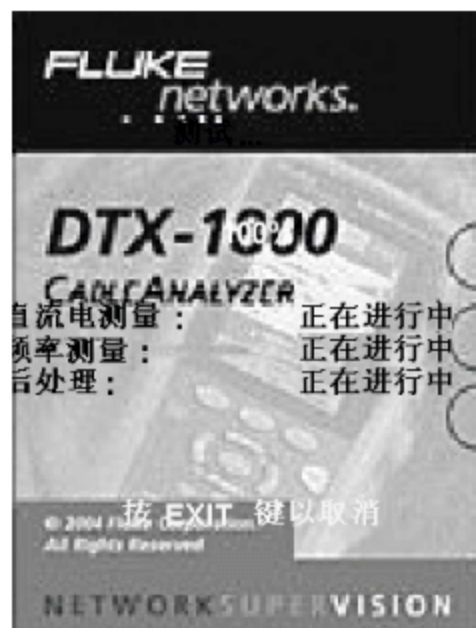 FLUKE
networks.
测试...
DTX-1800
CABLEANALYZER
直流电测量: 正在进行中
频率测量: 正在进行中
后处理: 正在进行中
按 EXIT 键以取消
© 2004 Fluke Corporation
All Rights Reserved
NETWORKSUPERVISION